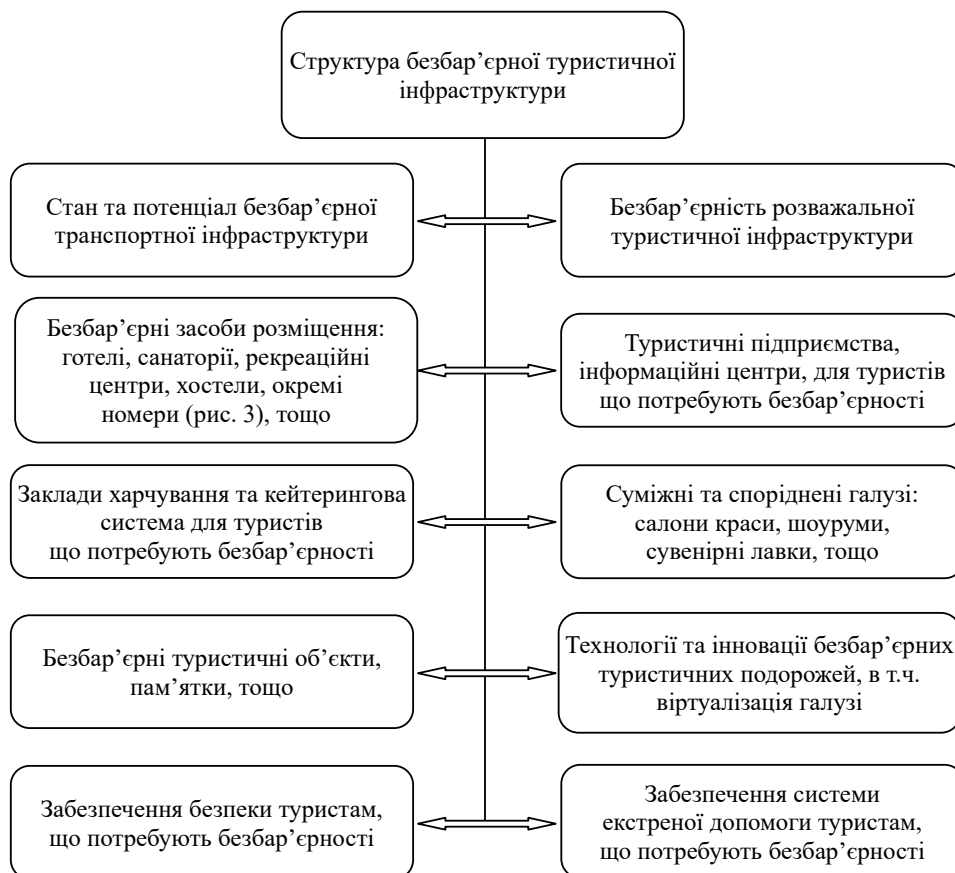 Структура безбар’єрної туристичної
інфраструктури
Стан та потенціал безбар’єрної
транспортної інфраструктури
Безбар’єрність розважальної
туристичної інфраструктури
Безбар’єрні засоби розміщення:
готелі, санаторії, рекреаційні
центри, хостели, окремі
номери (рис. 3), тощо
Туристичні підприємства,
інформаційні центри, для туристів
що потребують безбар’єрності
Заклади харчування та кейтерингова
система для туристів
що потребують безбар’єрності
Суміжні та споріднені галузі:
салони краси, шоуруми,
сувенірні лавки, тощо
Безбар’єрні туристичні об’єкти,
пам’ятки, тощо
Технології та інновації безбар’єрних
туристичних подорожей, в т.ч.
віртуалізація галузі
Забезпечення безпеки туристам,
що потребують безбар’єрності
Забезпечення системи
екстреної допомоги туристам,
що потребують безбар’єрності